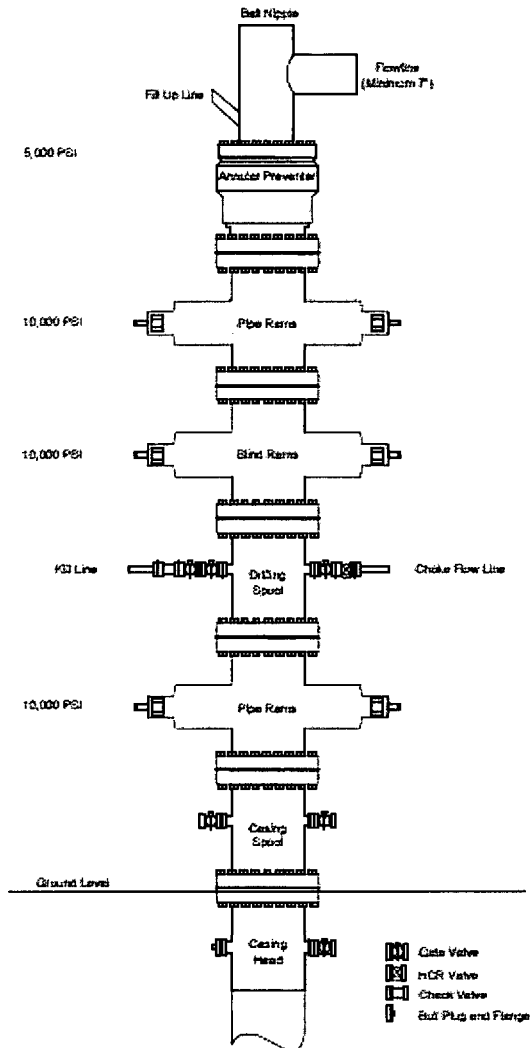 Bell Nipple
Flowline
(Minimum 7")
Fill Up Line
5,000 PSI
Annular Preventer
10,000 PSI
Pipe Rams
10,000 PSI
Blind Rams
Kill Line
Drilling
Spool
Choke Flow Line
10,000 PSI
Pipe Rams
Casing
Spool
Ground Level
Casing
Head
Gate Valve
HCR Valve
Check Valve
Bull Plug and Flange